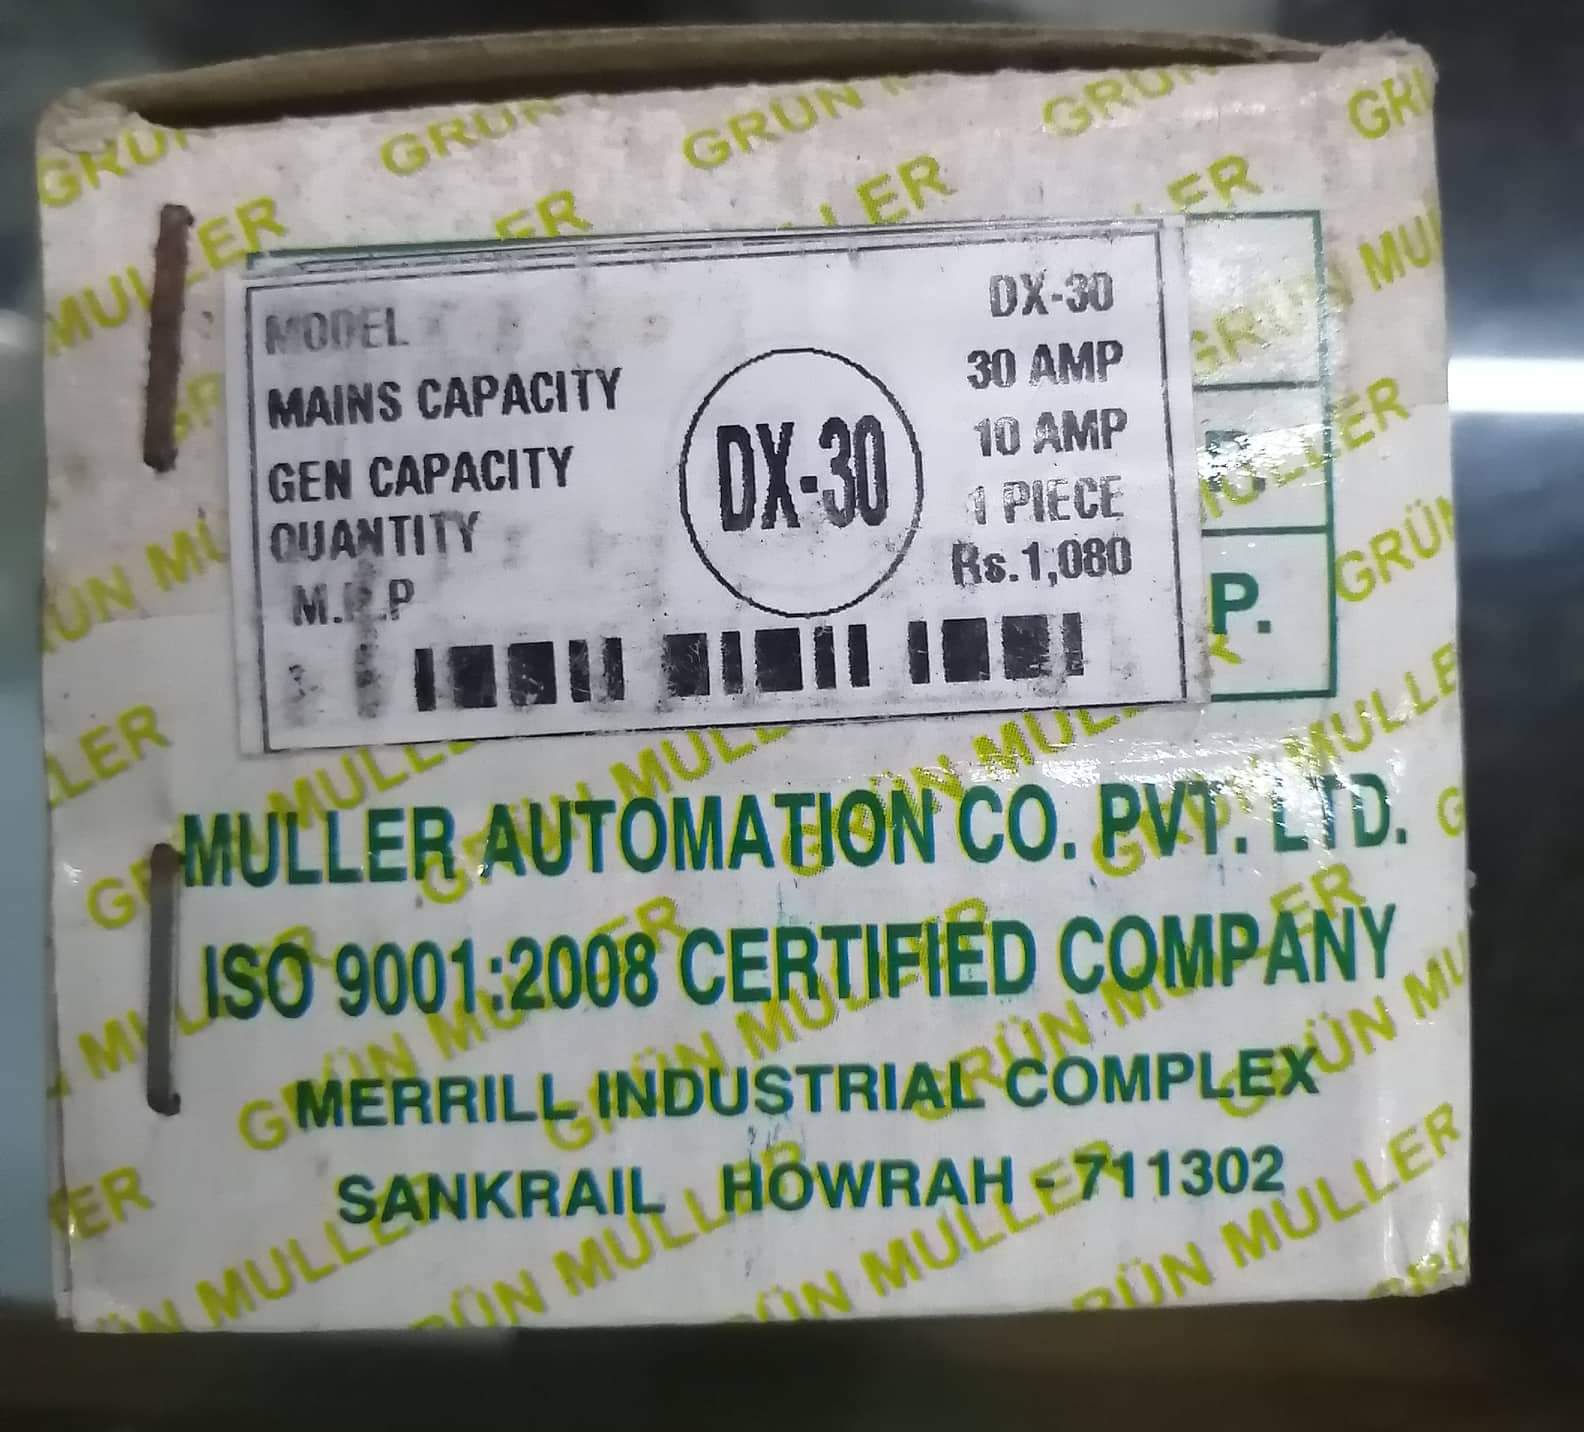 MODEL DX-30
MAINS CAPACITY 30 AMP
GEN CAPACITY 10 AMP
QUANTITY 1 PIECE
M.R.P Rs.1,080
DX-30
P.
MULLER AUTOMATION CO. PVT. LTD.
ISO 9001:2008 CERTIFIED COMPANY
MERRILL INDUSTRIAL COMPLEX
SANKRAIL HOWRAH - 711302
GRÜN MULLER